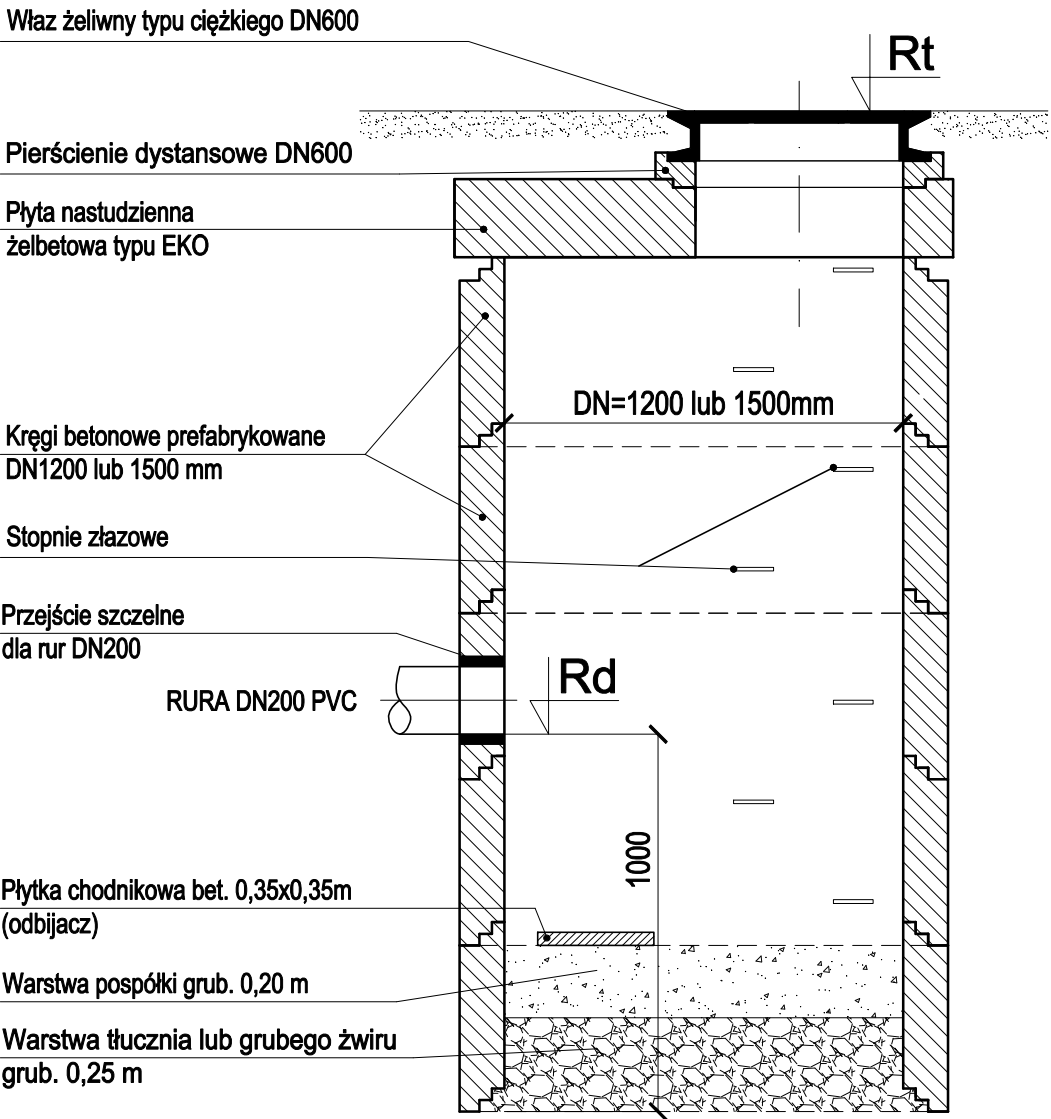 Właz żeliwny typu ciężkiego DN600
Rt
Pierścienie dystansowe DN600
Płyta nastudzienna
żelbetowa typu EKO
DN=1200 lub 1500mm
Kręgi betonowe prefabrykowane
DN1200 lub 1500 mm
Stopnie złazowe
Przejście szczelne
dla rur DN200
Rd
RURA DN200 PVC
1000
Płytka chodnikowa bet. 0,35x0,35m
(odbijacz)
Warstwa pospółki grub. 0,20 m
Warstwa tłucznia lub grubego żwiru
grub. 0,25 m